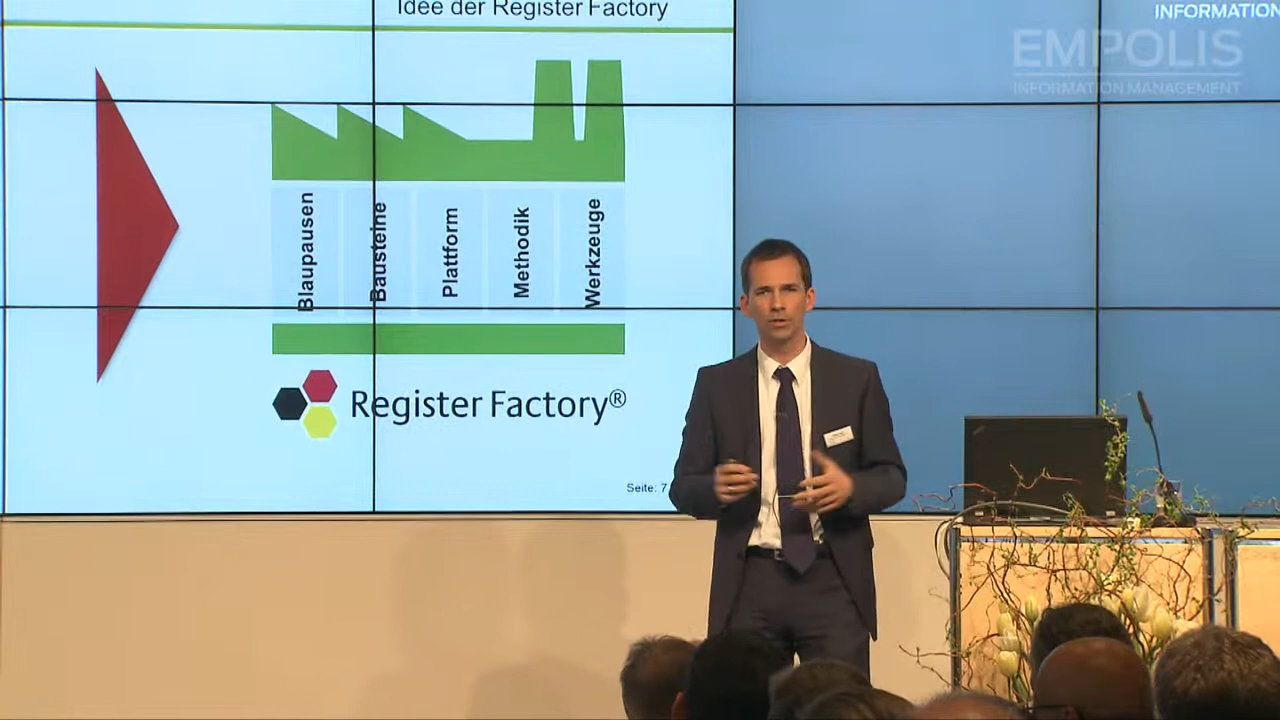 Idee der Register Factory
INFORMATION
EMPOLIS
INFORMATION MANAGEMENT
Blaupausen
Bausteine
Plattform
Methodik
Werkzeuge
Register Factory®
Seite: 7